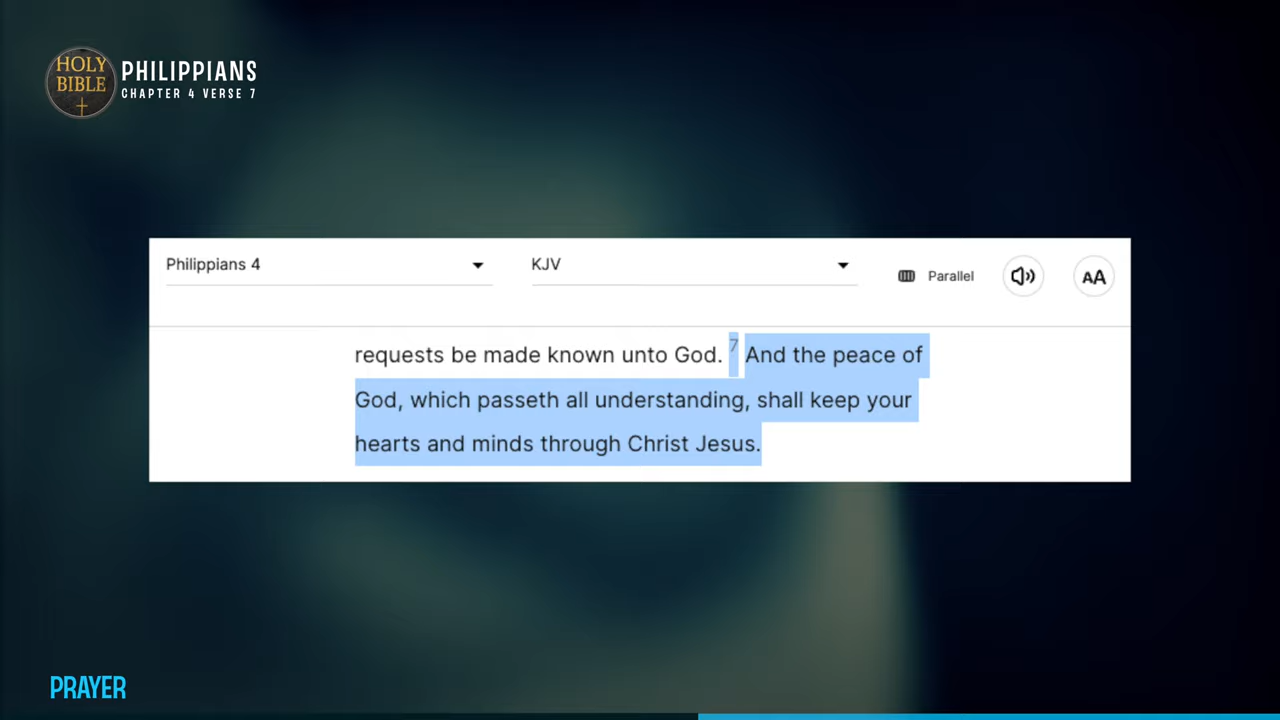 HOLY
BIBLE
PHILIPPIANS
CHAPTER 4 VERSE 7
Philippians 4
KJV
Parallel
AA
requests be made known unto God. 7 And the peace of
God, which passeth all understanding, shall keep your
hearts and minds through Christ Jesus.
PRAYER